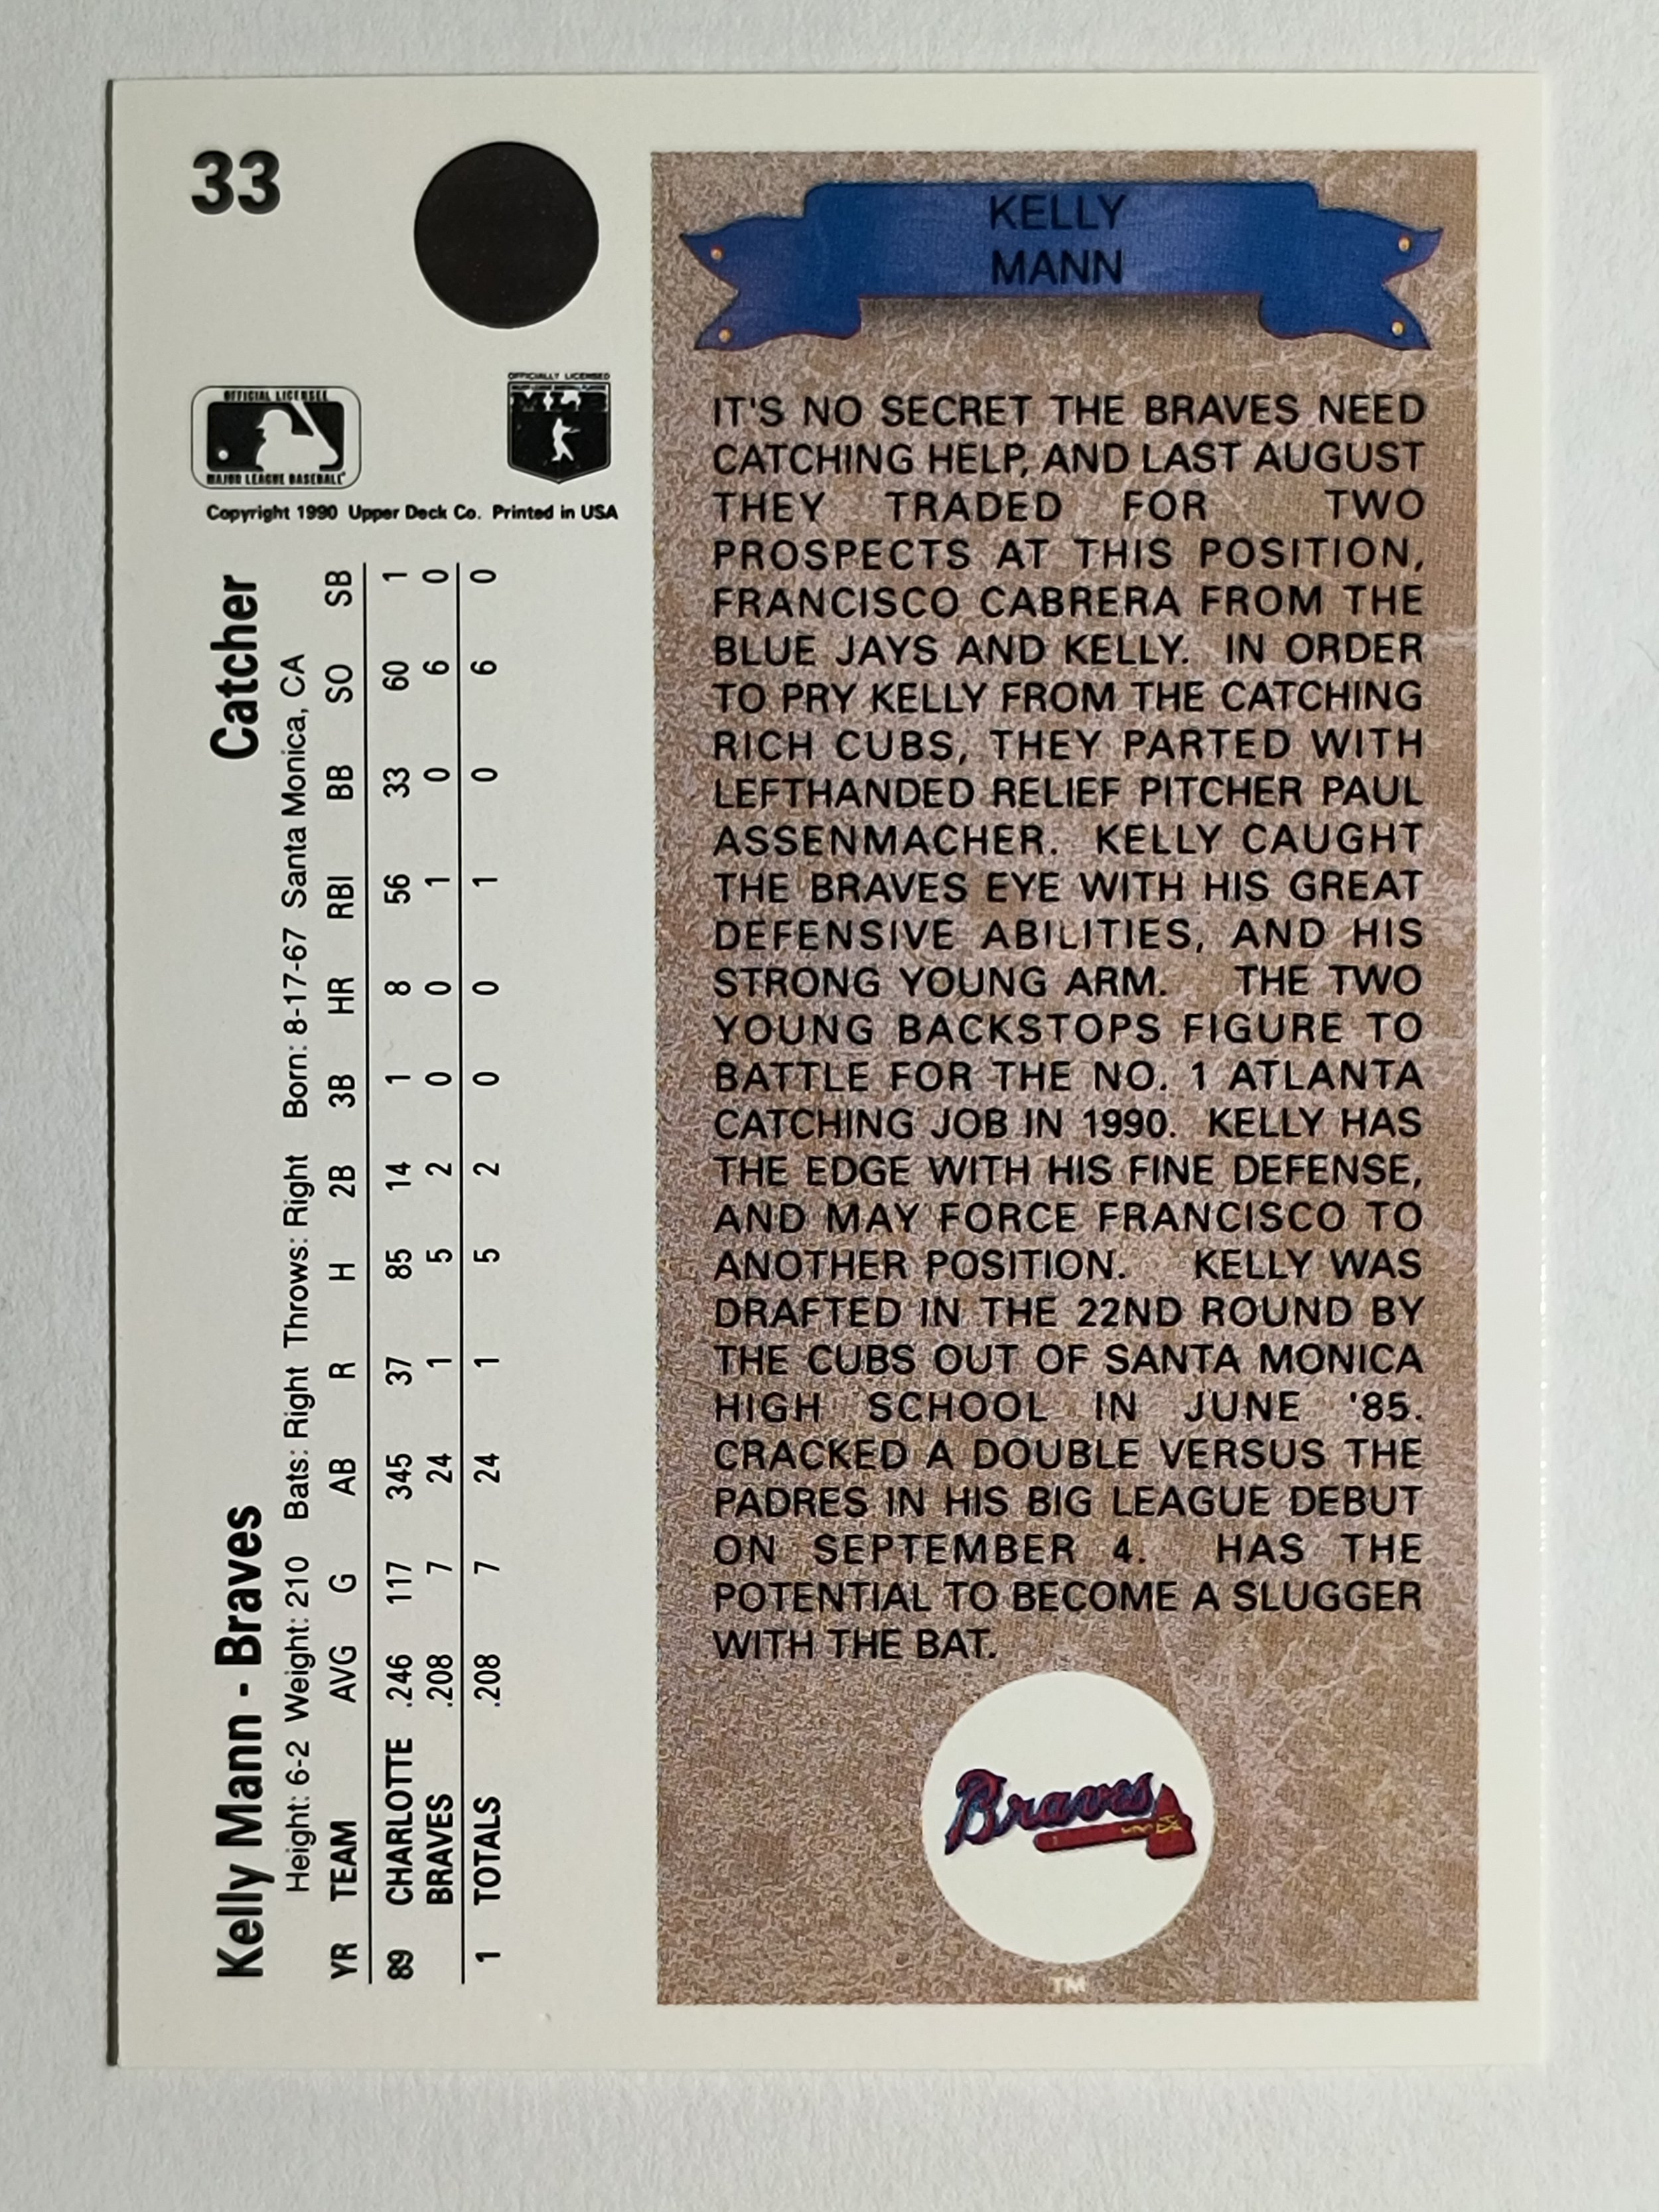 33
OFFICIAL LICENSEE
MAJOR LEAGUE BASEBALL
OFFICIALLY LICENSED
Copyright 1990 Upper Deck Co. Printed in USA
Kelly Mann - Braves Catcher
Height: 6-2 Weight: 210 Bats: Right Throws: Right Born: 8-17-67 Santa Monica, CA
YR TEAM AVG G AB R H 2B 3B HR RBI BB SO SB
89 CHARLOTTE .246 117 345 37 85 14 1 8 56 33 60 1
BRAVES .208 7 24 1 5 2 0 0 1 0 6 0
1 TOTALS .208 7 24 1 5 2 0 0 1 0 6 0
KELLY
MANN
IT'S NO SECRET THE BRAVES NEED
CATCHING HELP, AND LAST AUGUST
THEY TRADED FOR TWO
PROSPECTS AT THIS POSITION,
FRANCISCO CABRERA FROM THE
BLUE JAYS AND KELLY. IN ORDER
TO PRY KELLY FROM THE CATCHING
RICH CUBS, THEY PARTED WITH
LEFTHANDED RELIEF PITCHER PAUL
ASSENMACHER. KELLY CAUGHT
THE BRAVES EYE WITH HIS GREAT
DEFENSIVE ABILITIES, AND HIS
STRONG YOUNG ARM. THE TWO
YOUNG BACKSTOPS FIGURE TO
BATTLE FOR THE NO. 1 ATLANTA
CATCHING JOB IN 1990. KELLY HAS
THE EDGE WITH HIS FINE DEFENSE,
AND MAY FORCE FRANCISCO TO
ANOTHER POSITION. KELLY WAS
DRAFTED IN THE 22ND ROUND BY
THE CUBS OUT OF SANTA MONICA
HIGH SCHOOL IN JUNE '85.
CRACKED A DOUBLE VERSUS THE
PADRES IN HIS BIG LEAGUE DEBUT
ON SEPTEMBER 4. HAS THE
POTENTIAL TO BECOME A SLUGGER
WITH THE BAT.
Braves
TM